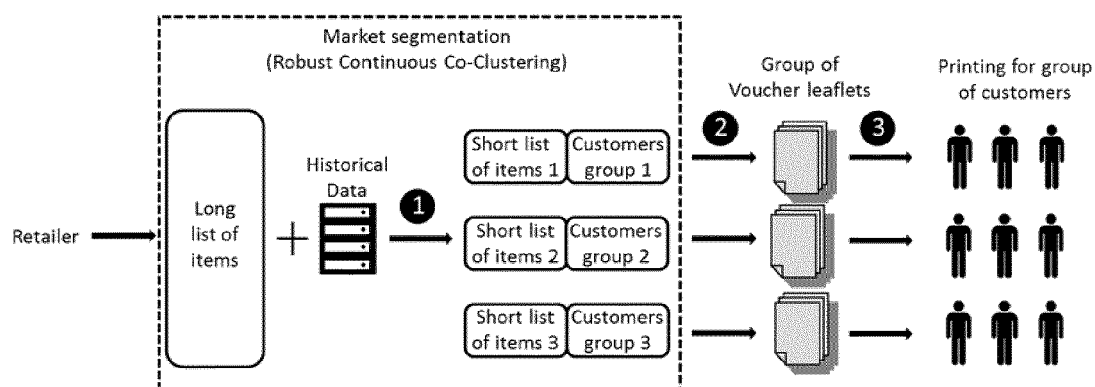 Market segmentation
(Robust Continuous Co-Clustering)
Group of
Voucher leaflets
Printing for group
of customers
Retailer
Long
list of
items
Historical
Data
1
Short list
of items 1
Customers
group 1
Short list
of items 2
Customers
group 2
Short list
of items 3
Customers
group 3
2
3